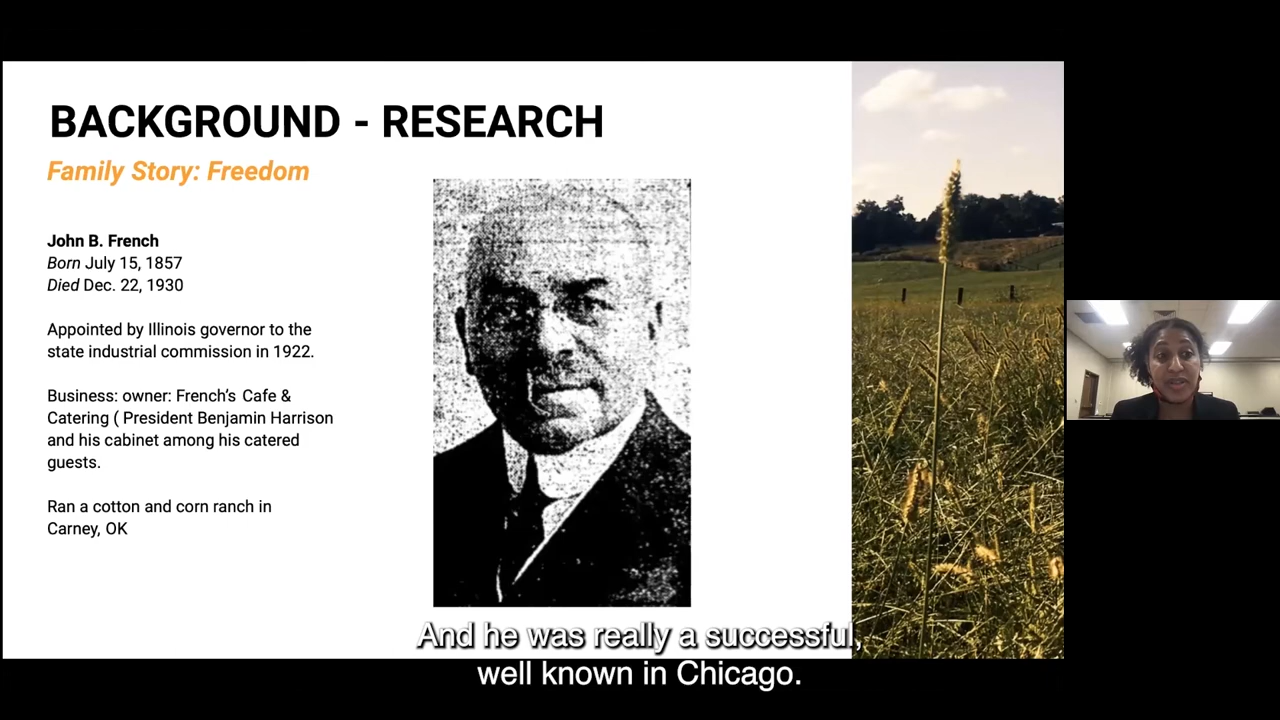 BACKGROUND - RESEARCH
Family Story: Freedom
John B. French
Born July 15, 1857
Died Dec. 22, 1930
Appointed by Illinois governor to the
state industrial commission in 1922.
Business: owner: French's Cafe &
Catering ( President Benjamin Harrison
and his cabinet among his catered
guests.
Ran a cotton and corn ranch in
Carney, OK
And he was really a successful,
well known in Chicago.